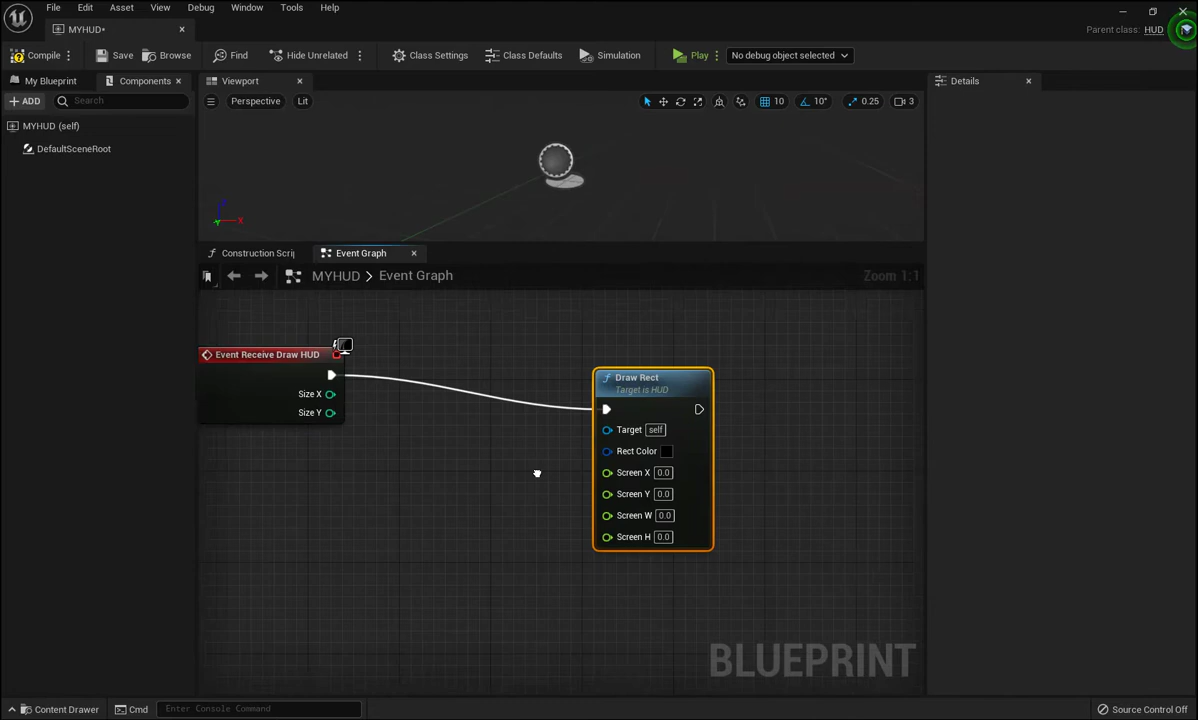 File Edit Asset View Debug Window Tools Help
MYHUD*
Parent class: HUD
Compile Save Browse Find Hide Unrelated Class Settings Class Defaults Simulation Play No debug object selected
My Blueprint Components Viewport Details
ADD Search Perspective Lit 10 10° 0.25 3
MYHUD (self)
DefaultSceneRoot
Z
X
Construction Scrip Event Graph
MYHUD > Event Graph Zoom 1:1
Event Receive Draw HUD
Size X
Size Y
Draw Rect
Target is HUD
Target self
Rect Color
Screen X 0.0
Screen Y 0.0
Screen W 0.0
Screen H 0.0
BLUEPRINT
Content Drawer Cmd Enter Console Command Source Control Off